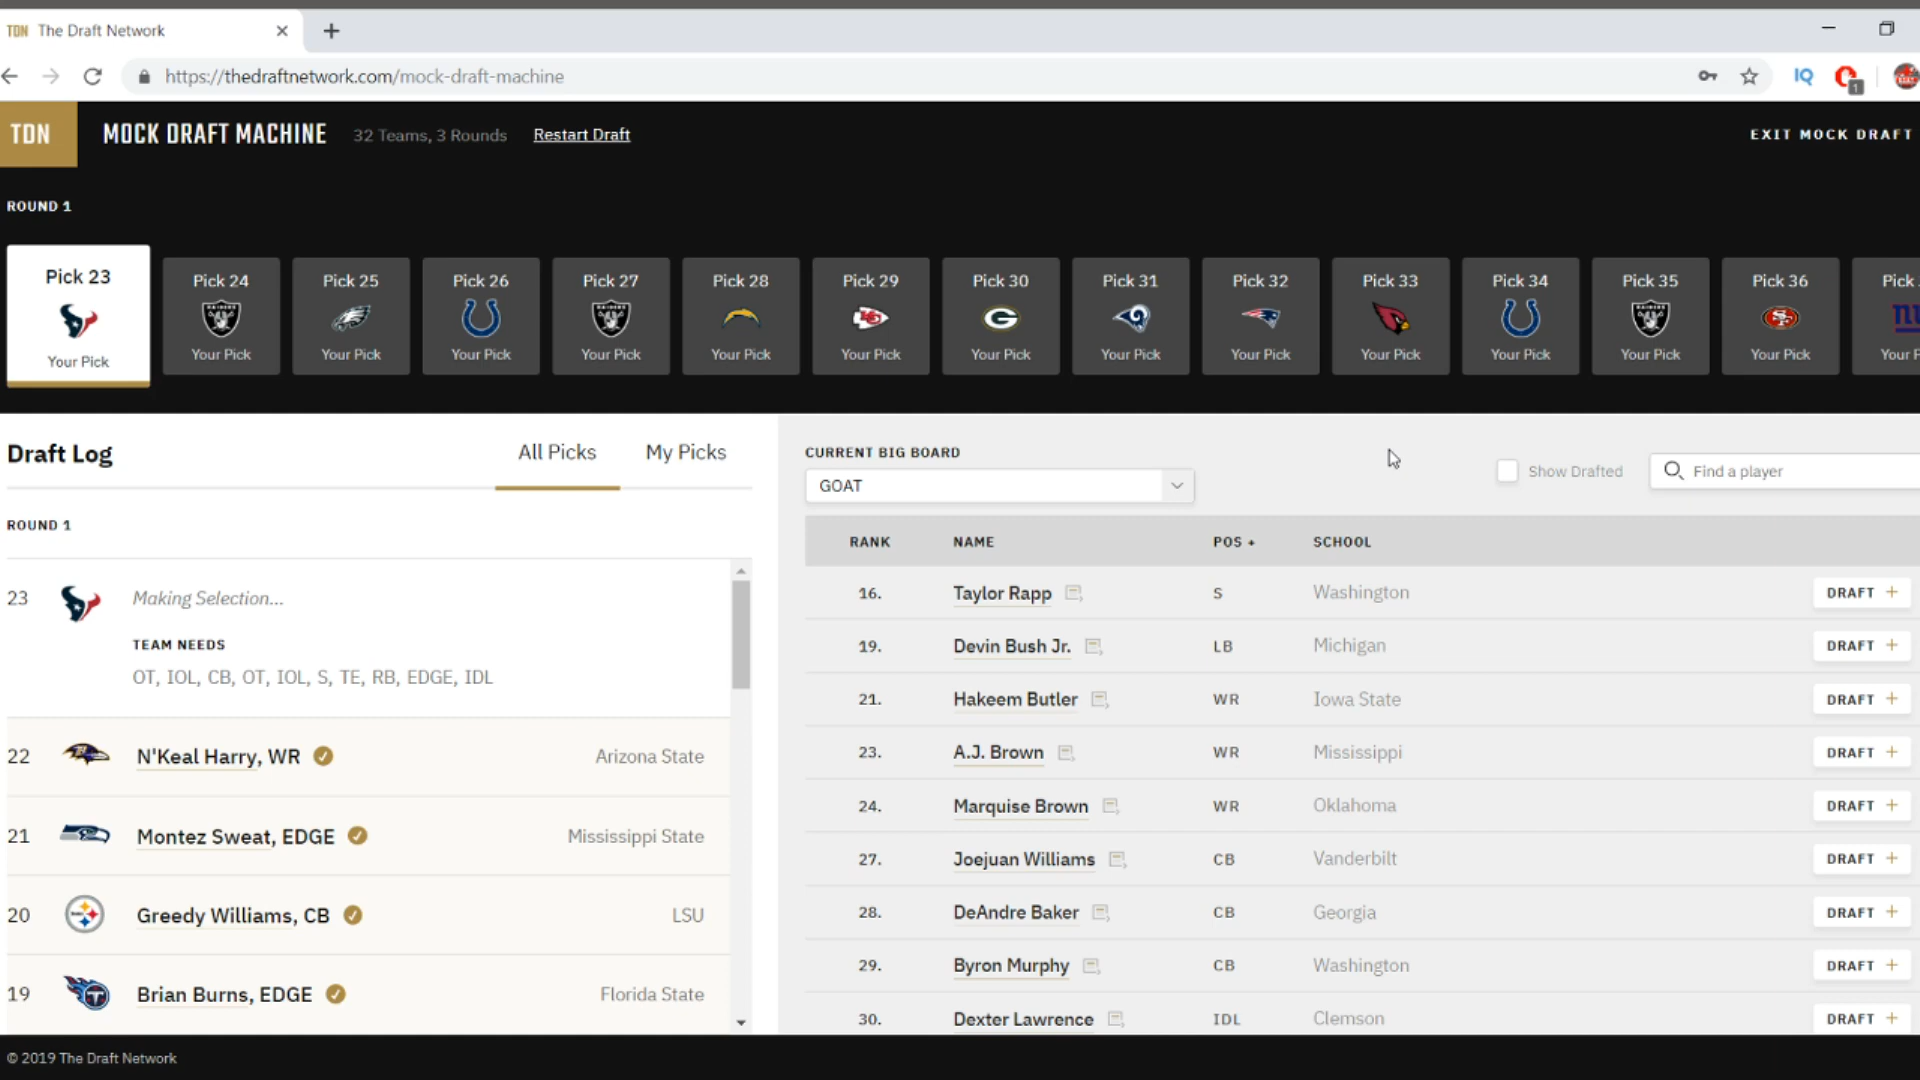 TDN The Draft Network
https://thedraftnetwork.com/mock-draft-machine
IQ
1
TDN
MOCK DRAFT MACHINE
32 Teams, 3 Rounds
Restart Draft
EXIT MOCK DRAFT
ROUND 1
Pick 23 Pick 24 Pick 25 Pick 26 Pick 27 Pick 28 Pick 29 Pick 30 Pick 31 Pick 32 Pick 33 Pick 34 Pick 35 Pick 36 Pick
Your Pick Your Pick Your Pick Your Pick Your Pick Your Pick Your Pick Your Pick Your Pick Your Pick Your Pick Your Pick Your Pick Your Pick Your
Draft Log
All Picks
My Picks
ROUND 1
23 Making Selection...
TEAM NEEDS
OT, IOL, CB, OT, IOL, S, TE, RB, EDGE, IDL
22 N'Keal Harry, WR Arizona State
21 Montez Sweat, EDGE Mississippi State
20 Greedy Williams, CB LSU
19 Brian Burns, EDGE Florida State
CURRENT BIG BOARD
GOAT
Show Drafted
Find a player
RANK NAME POS + SCHOOL
16. Taylor Rapp S Washington DRAFT +
19. Devin Bush Jr. LB Michigan DRAFT +
21. Hakeem Butler WR Iowa State DRAFT +
23. A.J. Brown WR Mississippi DRAFT +
24. Marquise Brown WR Oklahoma DRAFT +
27. Joejuan Williams CB Vanderbilt DRAFT +
28. DeAndre Baker CB Georgia DRAFT +
29. Byron Murphy CB Washington DRAFT +
30. Dexter Lawrence IDL Clemson DRAFT +
© 2019 The Draft Network